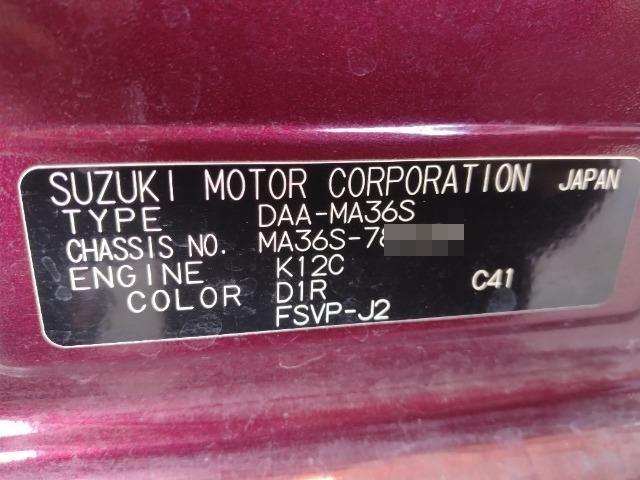 SUZUKI MOTOR CORPORATION JAPAN
TYPE DAA-MA36S
CHASSIS NO. MA36S-78
ENGINE K12C
COLOR D1R C41
FSVP-J2